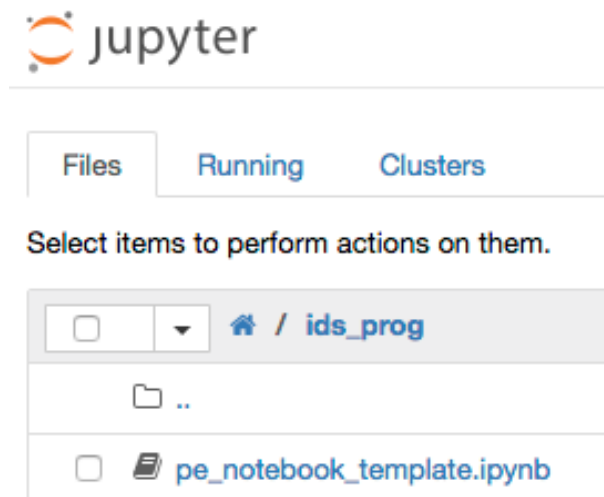 jupyter
Files Running Clusters
Select items to perform actions on them.
/ ids_prog
..
pe_notebook_template.ipynb